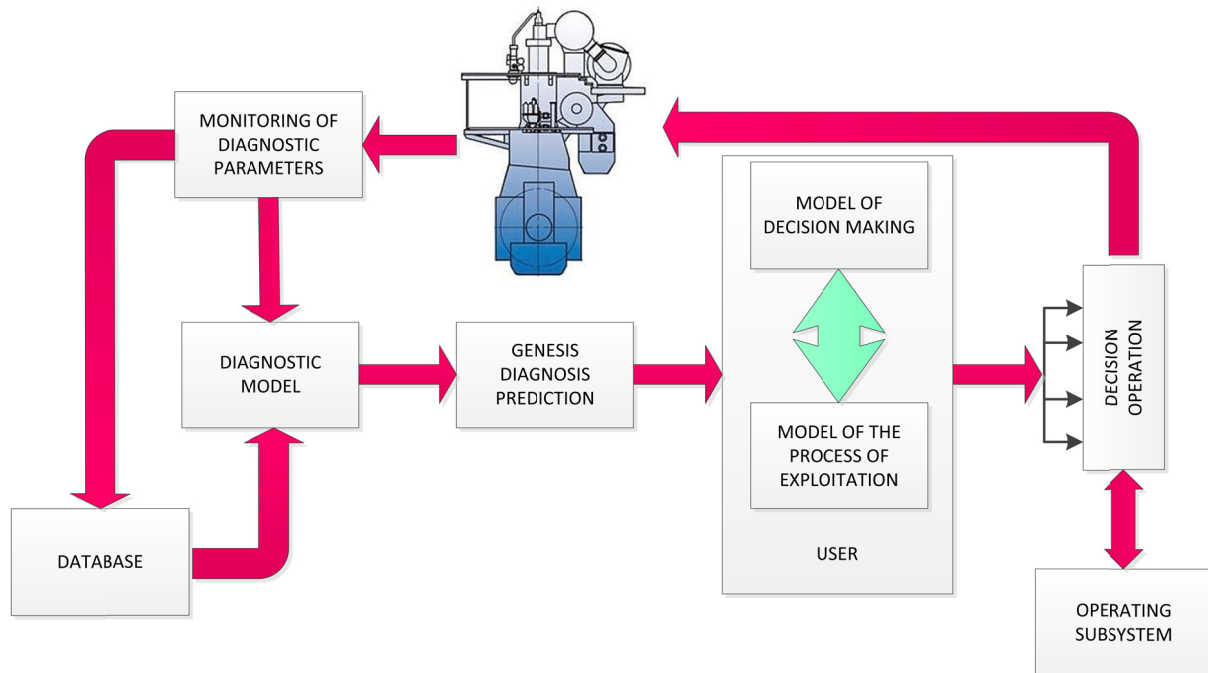 MONITORING OF
DIAGNOSTIC
PARAMETERS
MODEL OF
DECISION MAKING
DIAGNOSTIC
MODEL
GENESIS
DIAGNOSIS
PREDICTION
DECISION
OPERATION
MODEL OF THE
PROCESS OF
EXPLOITATION
USER
DATABASE
OPERATING
SUBSYSTEM